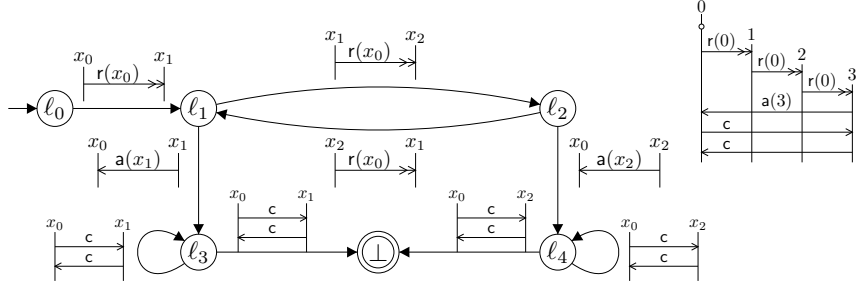 x₀ x₁
r(x₀)
x₁ x₂
r(x₀)
ℓ₀
ℓ₁
ℓ₂
x₀ x₁
a(x₁)
x₂ x₁
r(x₀)
x₀ x₂
a(x₂)
x₀ x₁
c
c
ℓ₃
x₀ x₁
c
c
⊥
x₀ x₂
c
c
ℓ₄
x₀ x₂
c
c
0
r(0) 1
r(0) 2
r(0) 3
a(3)
c
c